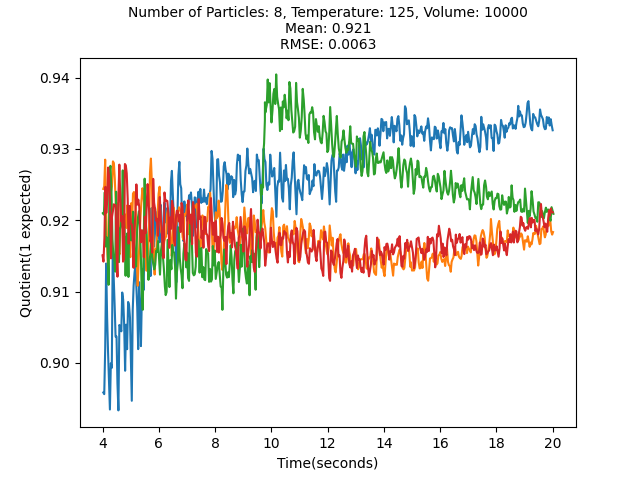 Number of Particles: 8, Temperature: 125, Volume: 10000
Mean: 0.921
RMSE: 0.0063
0.94
0.93
0.92
0.91
0.90
Quotient(1 expected)
4 6 8 10 12 14 16 18 20
Time(seconds)